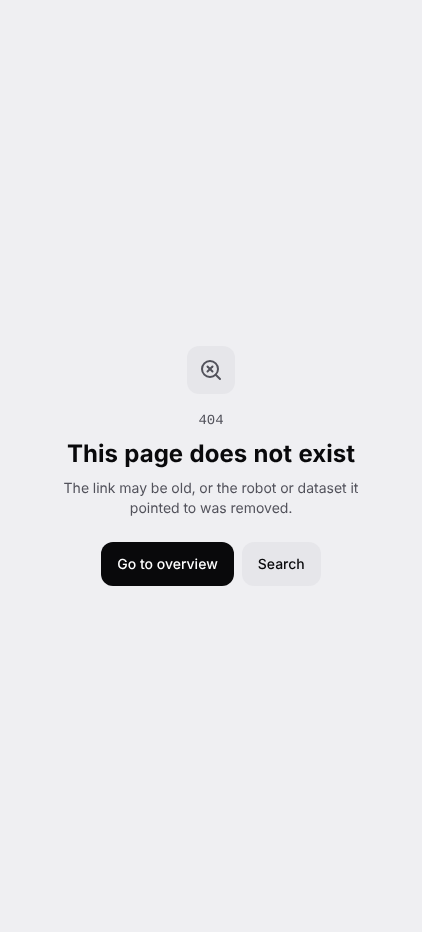 404
This page does not exist
The link may be old, or the robot or dataset it
pointed to was removed.
Go to overview
Search